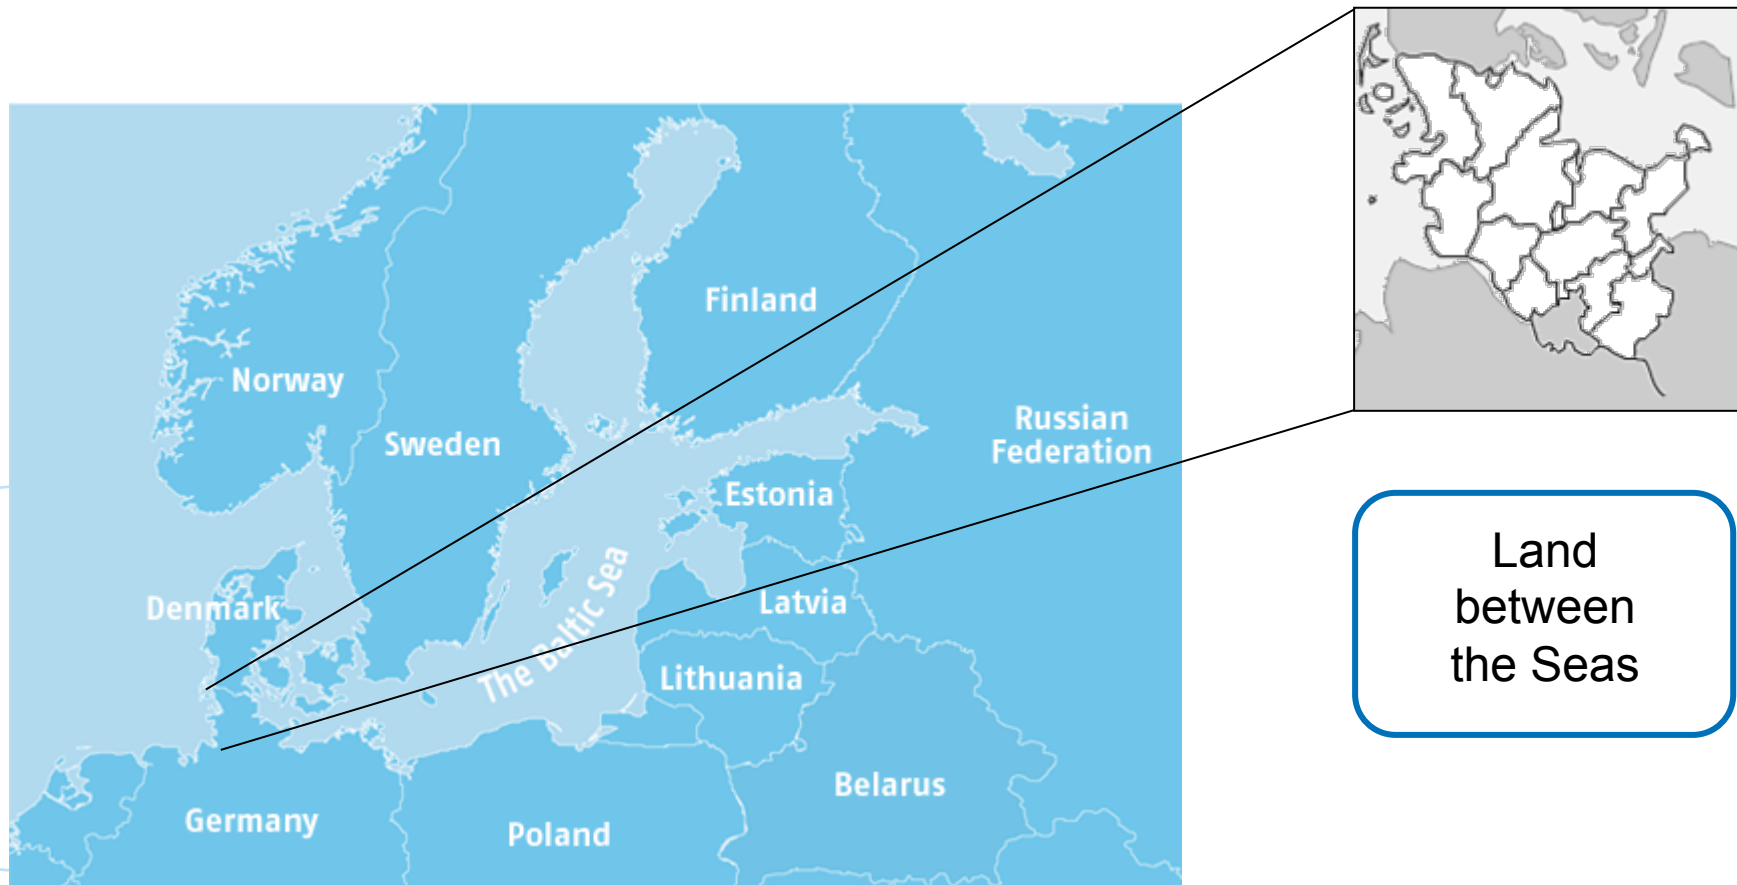 Finland
Norway
Russian
Federation
Sweden
Estonia
The Baltic Sea
Denmark
Latvia
Lithuania
Belarus
Germany
Poland
Land
between
the Seas